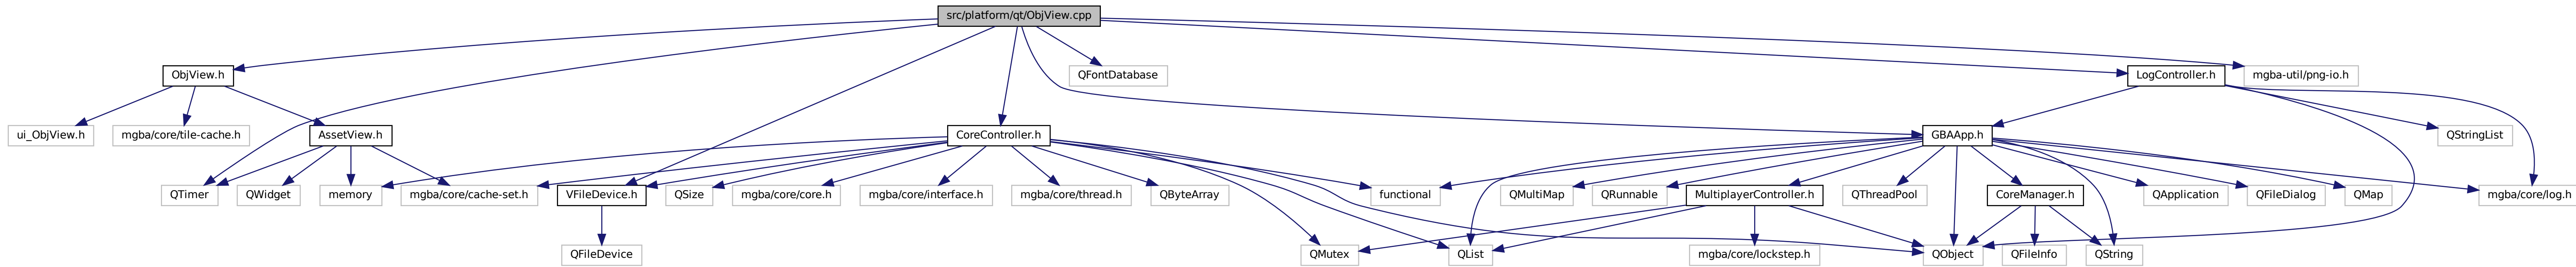 src/platform/qt/ObjView.cpp
ObjView.h
QFontDatabase
LogController.h
mgba-util/png-io.h
ui_ObjView.h
mgba/core/tile-cache.h
AssetView.h
CoreController.h
GBAApp.h
QStringList
QTimer
QWidget
memory
mgba/core/cache-set.h
VFileDevice.h
QSize
mgba/core/core.h
mgba/core/interface.h
mgba/core/thread.h
QByteArray
functional
QMultiMap
QRunnable
MultiplayerController.h
QThreadPool
CoreManager.h
QApplication
QFileDialog
QMap
mgba/core/log.h
QFileDevice
QMutex
QList
mgba/core/lockstep.h
QObject
QFileInfo
QString